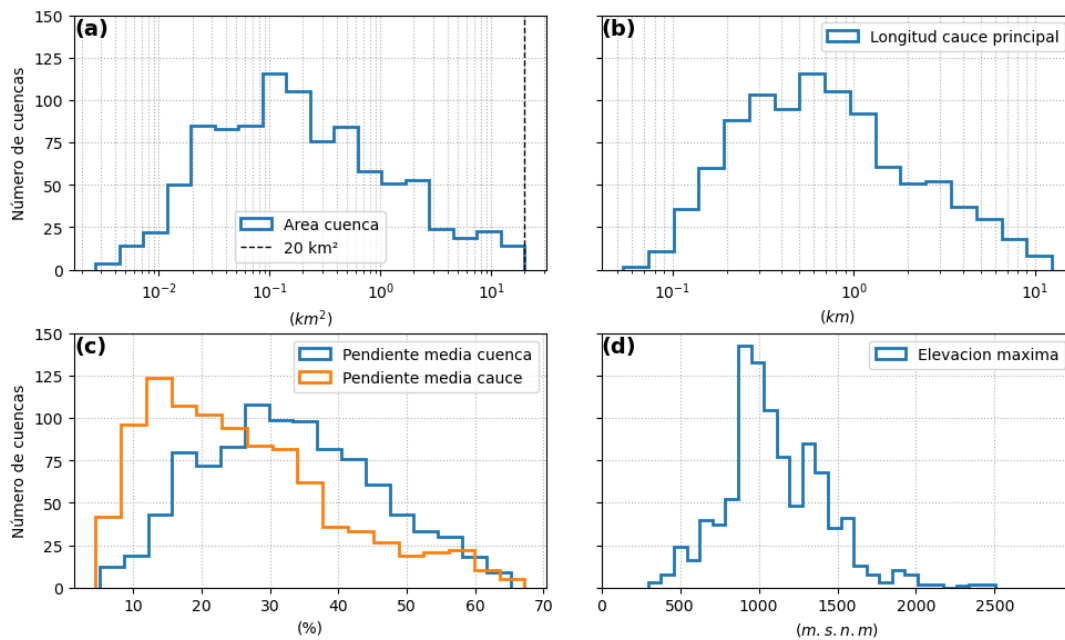 (a)
150
125
100
75
50
25
0
Número de cuencas
Area cuenca
20 km²
10⁻² 10⁻¹ 10⁰ 10¹
(km²)
(b)
Longitud cauce principal
10⁻¹ 10⁰ 10¹
(km)
(c)
150
125
100
75
50
25
0
Número de cuencas
Pendiente media cuenca
Pendiente media cauce
10 20 30 40 50 60 70
(%)
(d)
Elevacion maxima
0 500 1000 1500 2000 2500
(m.s.n.m)